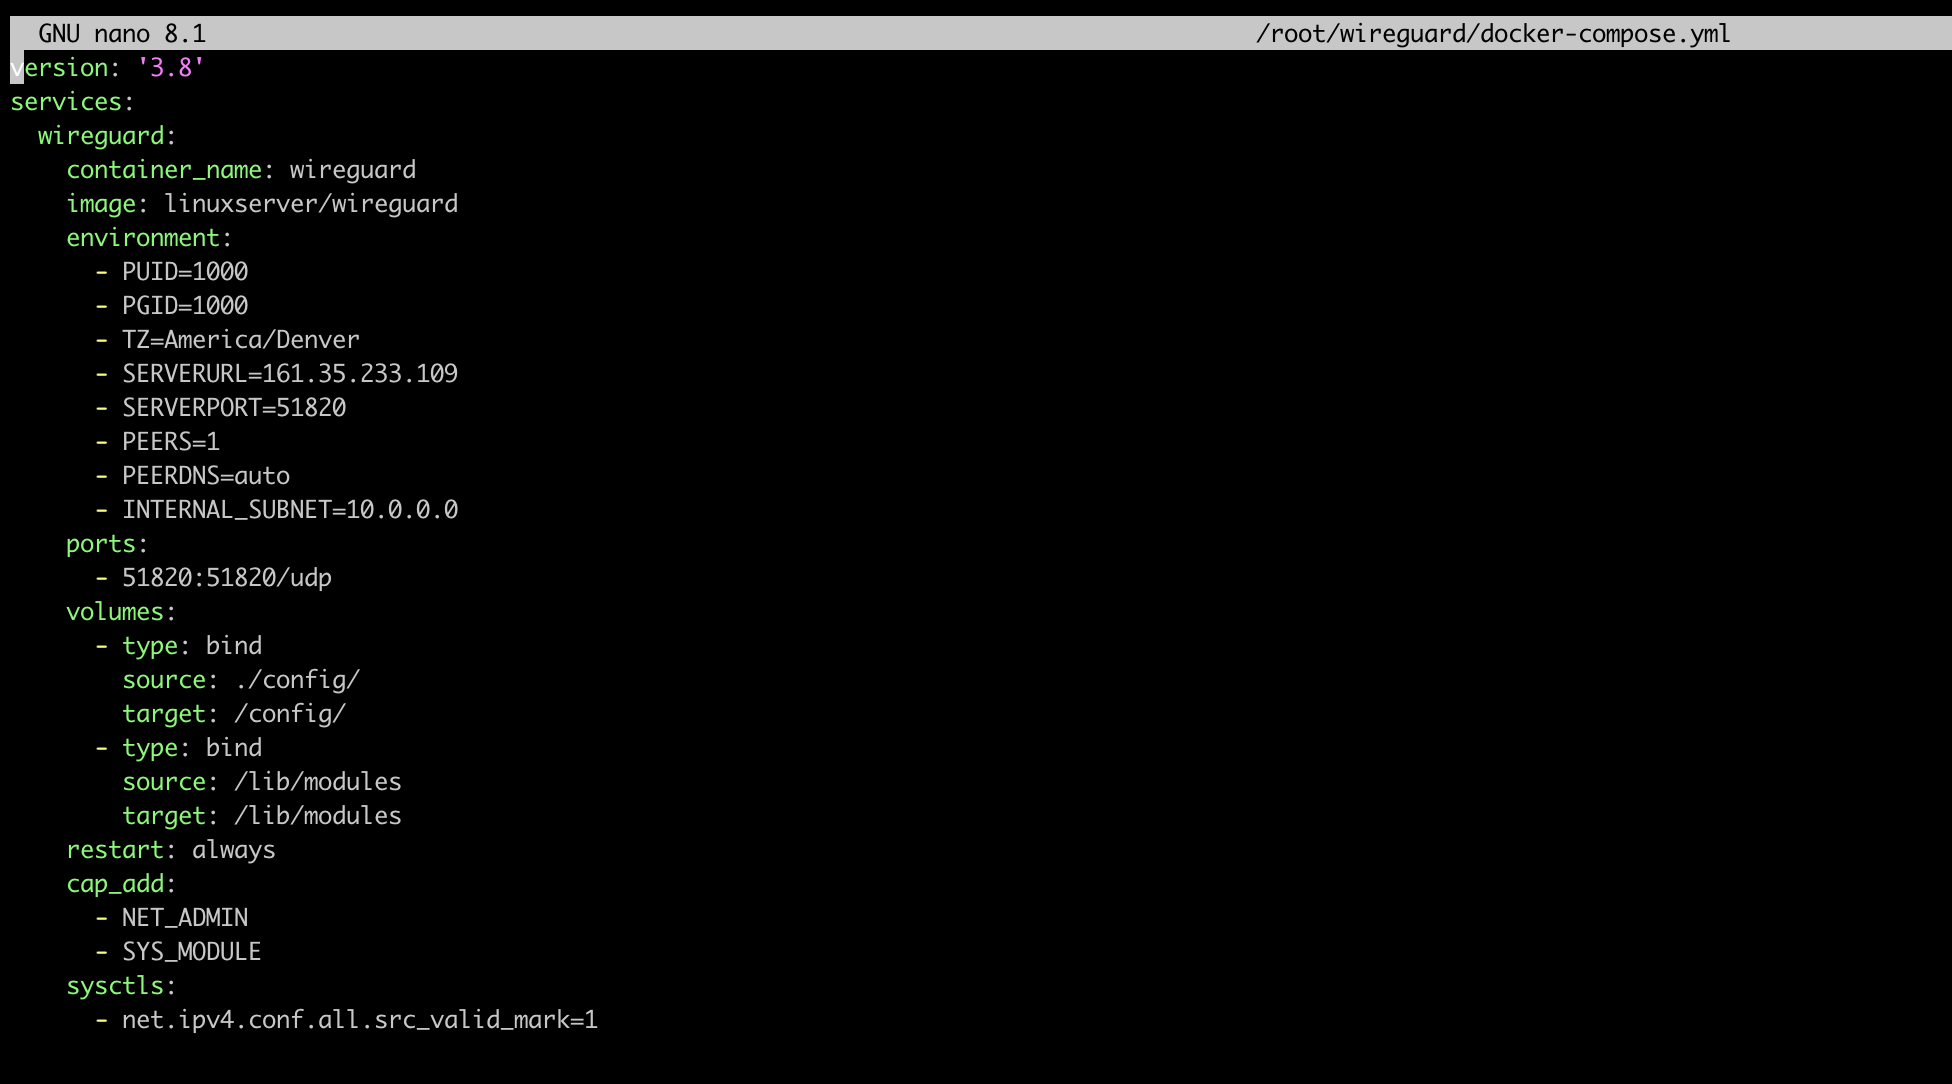 GNU nano 8.1 /root/wireguard/docker-compose.yml
version: '3.8'
services:
  wireguard:
    container_name: wireguard
    image: linuxserver/wireguard
    environment:
      - PUID=1000
      - PGID=1000
      - TZ=America/Denver
      - SERVERURL=161.35.233.109
      - SERVERPORT=51820
      - PEERS=1
      - PEERDNS=auto
      - INTERNAL_SUBNET=10.0.0.0
    ports:
      - 51820:51820/udp
    volumes:
      - type: bind
        source: ./config/
        target: /config/
      - type: bind
        source: /lib/modules
        target: /lib/modules
    restart: always
    cap_add:
      - NET_ADMIN
      - SYS_MODULE
    sysctls:
      - net.ipv4.conf.all.src_valid_mark=1